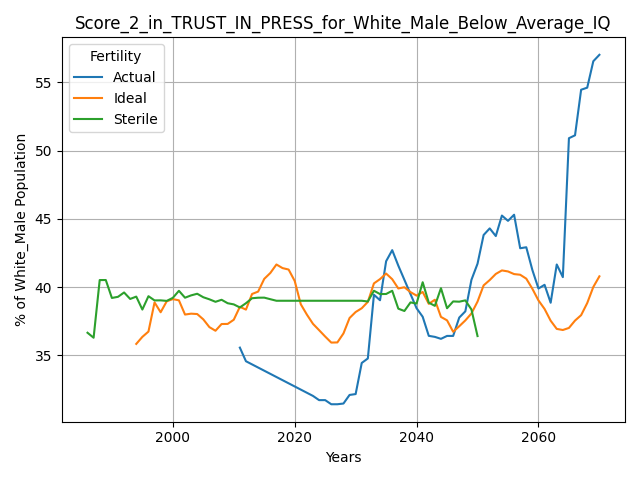 Score_2_in_TRUST_IN_PRESS_for_White_Male_Below_Average_IQ
Fertility
Actual
Ideal
Sterile
% of White_Male Population
55
50
45
40
35
2000
2020
2040
2060
Years